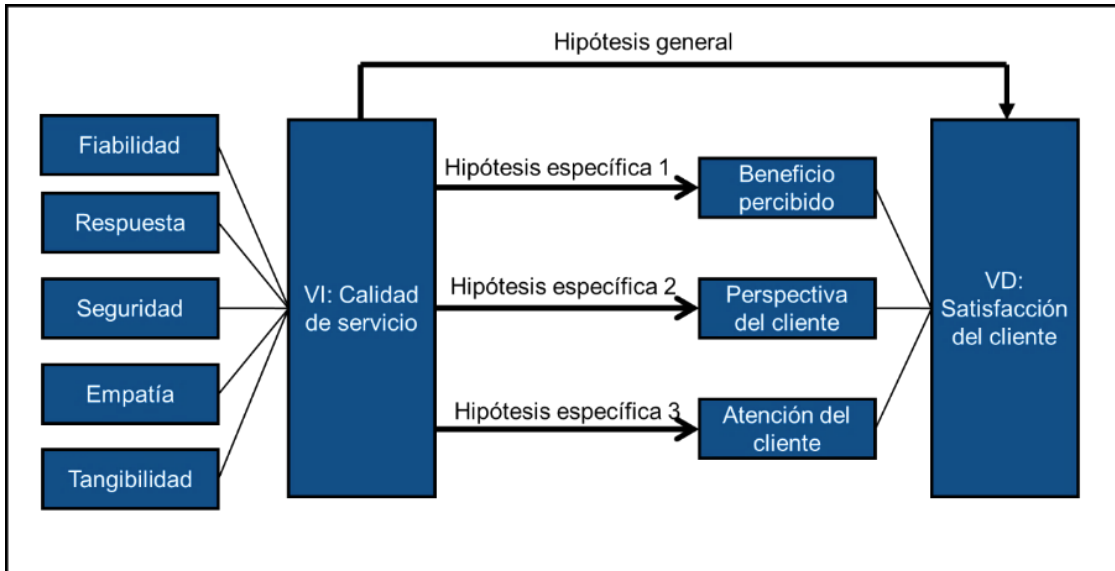 Hipótesis general
Fiabilidad
Respuesta
Seguridad
Empatía
Tangibilidad
VI: Calidad
de servicio
Hipótesis específica 1
Hipótesis específica 2
Hipótesis específica 3
Beneficio
percibido
Perspectiva
del cliente
Atención del
cliente
VD:
Satisfacción
del cliente